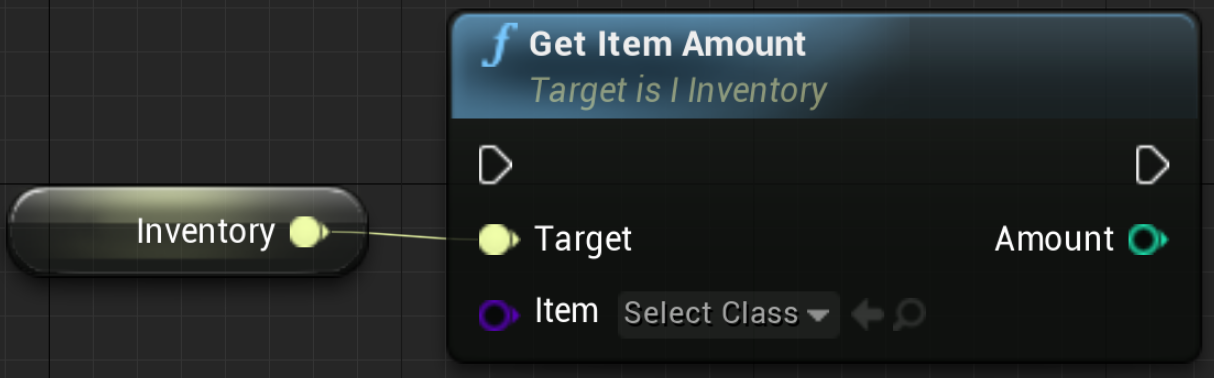 Get Item Amount
Target is I Inventory
Inventory
Target
Amount
Item
Select Class